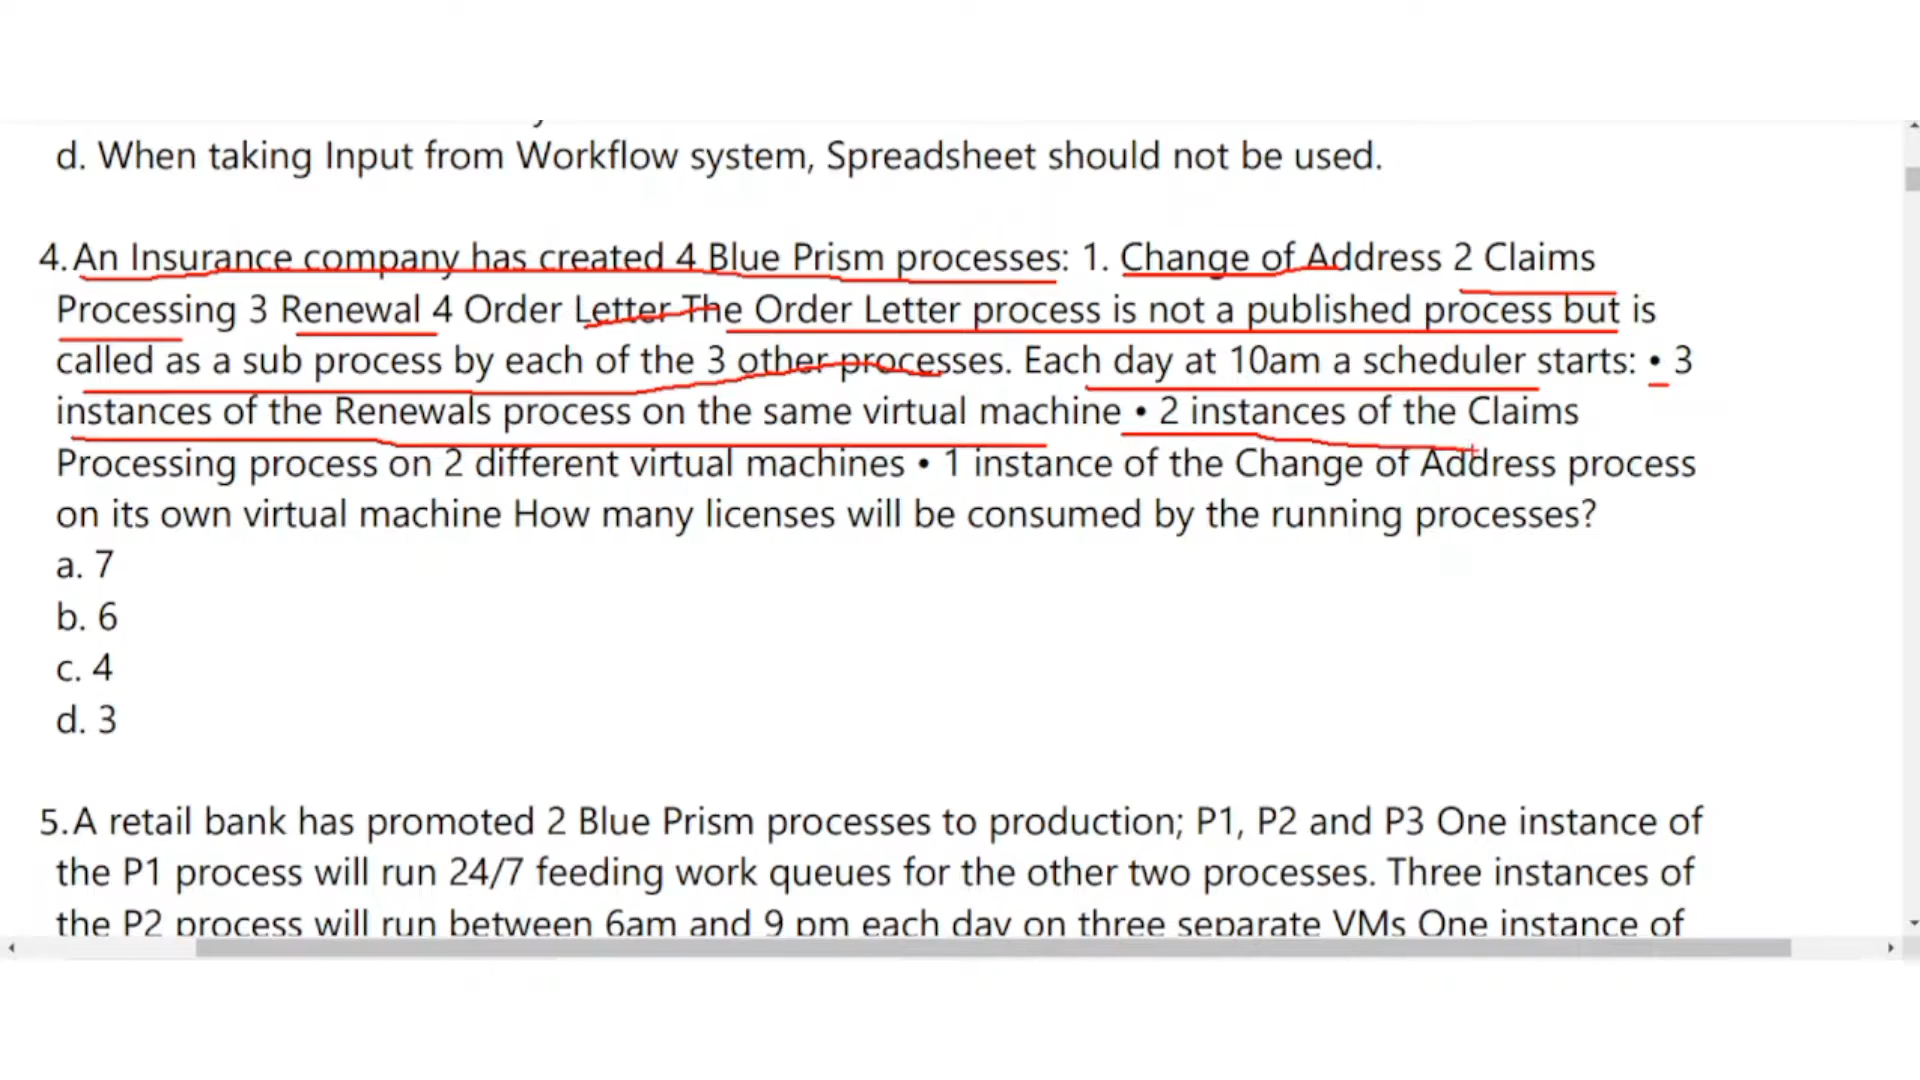 d. When taking Input from Workflow system, Spreadsheet should not be used.
4. An Insurance company has created 4 Blue Prism processes: 1. Change of Address 2 Claims
Processing 3 Renewal 4 Order Letter The Order Letter process is not a published process but is
called as a sub process by each of the 3 other processes. Each day at 10am a scheduler starts: • 3
instances of the Renewals process on the same virtual machine • 2 instances of the Claims
Processing process on 2 different virtual machines • 1 instance of the Change of Address process
on its own virtual machine How many licenses will be consumed by the running processes?
a. 7
b. 6
c. 4
d. 3
5. A retail bank has promoted 2 Blue Prism processes to production; P1, P2 and P3 One instance of
the P1 process will run 24/7 feeding work queues for the other two processes. Three instances of
the P2 process will run between 6am and 9 pm each day on three separate VMs One instance of